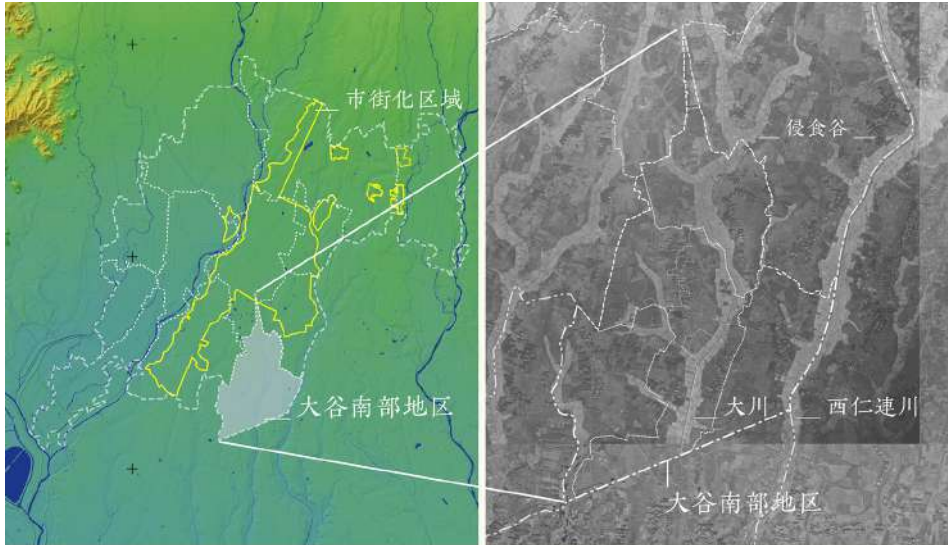 市街化区域
大谷南部地区
侵食谷
大川
西仁連川
大谷南部地区